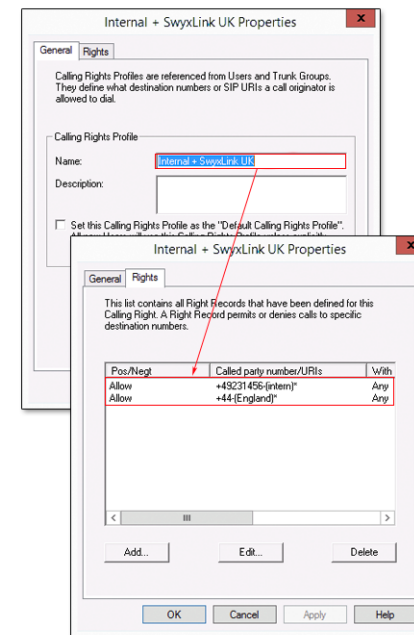 Internal + SwyxLink UK Properties
x
General Rights
Calling Rights Profiles are referenced from Users and Trunk Groups.
They define what destination numbers or SIP URIs a call originator is
allowed to dial.
Calling Rights Profile
Name: Internal + SwyxLink UK
Description:
Set this Calling Rights Profile as the "Default Calling Rights Profile".
Internal + SwyxLink UK Properties
x
General Rights
This list contains all Right Records that have been defined for this
Calling Right. A Right Record permits or denies calls to specific
destination numbers.
Pos/Negt Called party number/URIs With
Allow +49231456-(intern)* Any
Allow +44-(England)* Any
Add... Edit... Delete
OK Cancel Apply Help